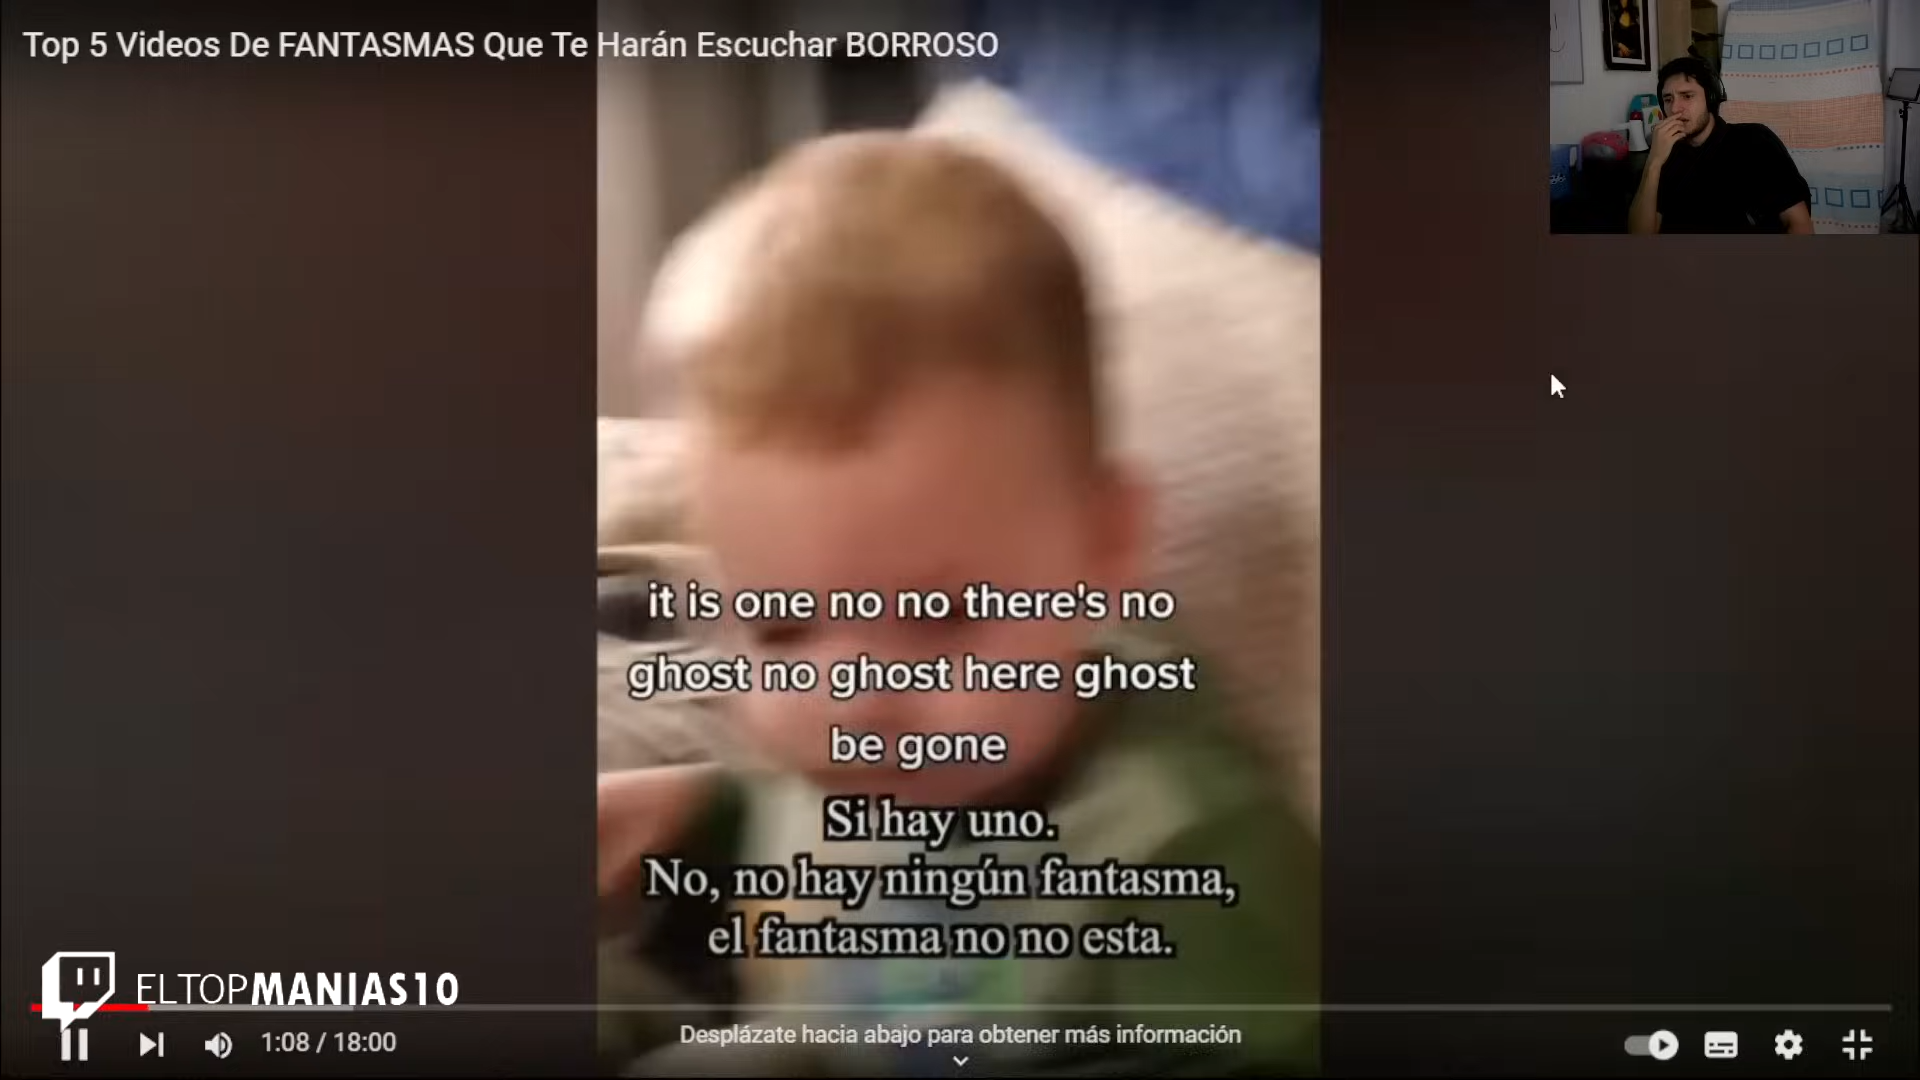 Top 5 Videos De FANTASMAS Que Te Harán Escuchar BORROSO
it is one no no there's no
ghost no ghost here ghost
be gone
Si hay uno.
No, no hay ningún fantasma,
el fantasma no no esta.
ELTOPMANIAS10
1:08 / 18:00
Desplázate hacia abajo para obtener más información